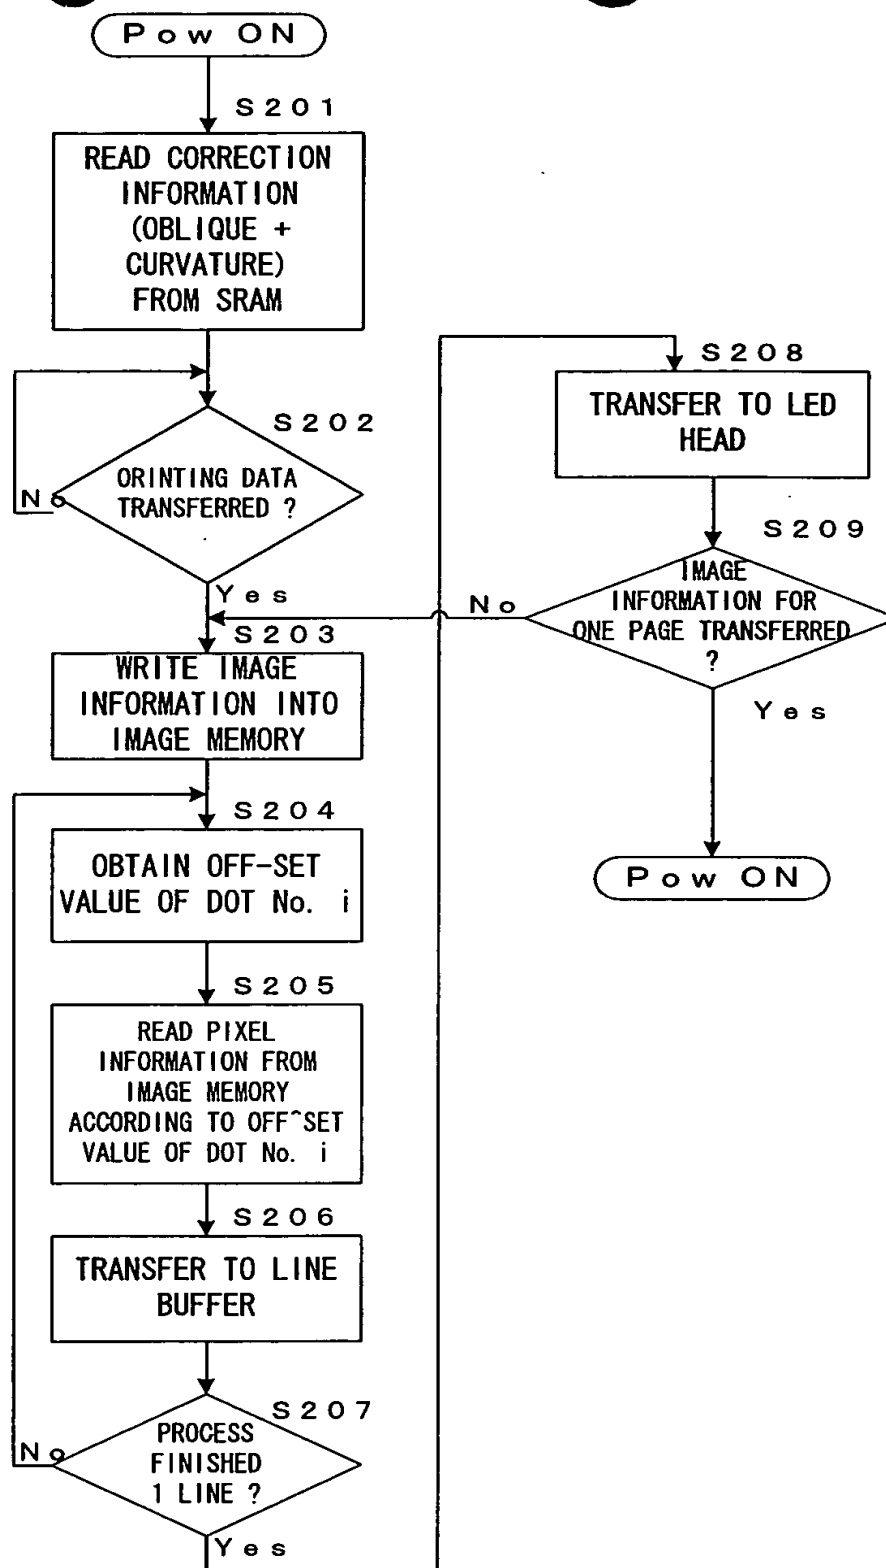 Pow ON
S201
READ CORRECTION
INFORMATION
(OBLIQUE +
CURVATURE)
FROM SRAM
S202
ORINTING DATA
TRANSFERRED ?
No
Yes
S203
WRITE IMAGE
INFORMATION INTO
IMAGE MEMORY
S204
OBTAIN OFF-SET
VALUE OF DOT No. i
S205
READ PIXEL
INFORMATION FROM
IMAGE MEMORY
ACCORDING TO OFF^SET
VALUE OF DOT No. i
S206
TRANSFER TO LINE
BUFFER
S207
PROCESS
FINISHED
1 LINE ?
No
Yes
S208
TRANSFER TO LED
HEAD
S209
IMAGE
INFORMATION FOR
ONE PAGE TRANSFERRED
?
No
Yes
Pow ON